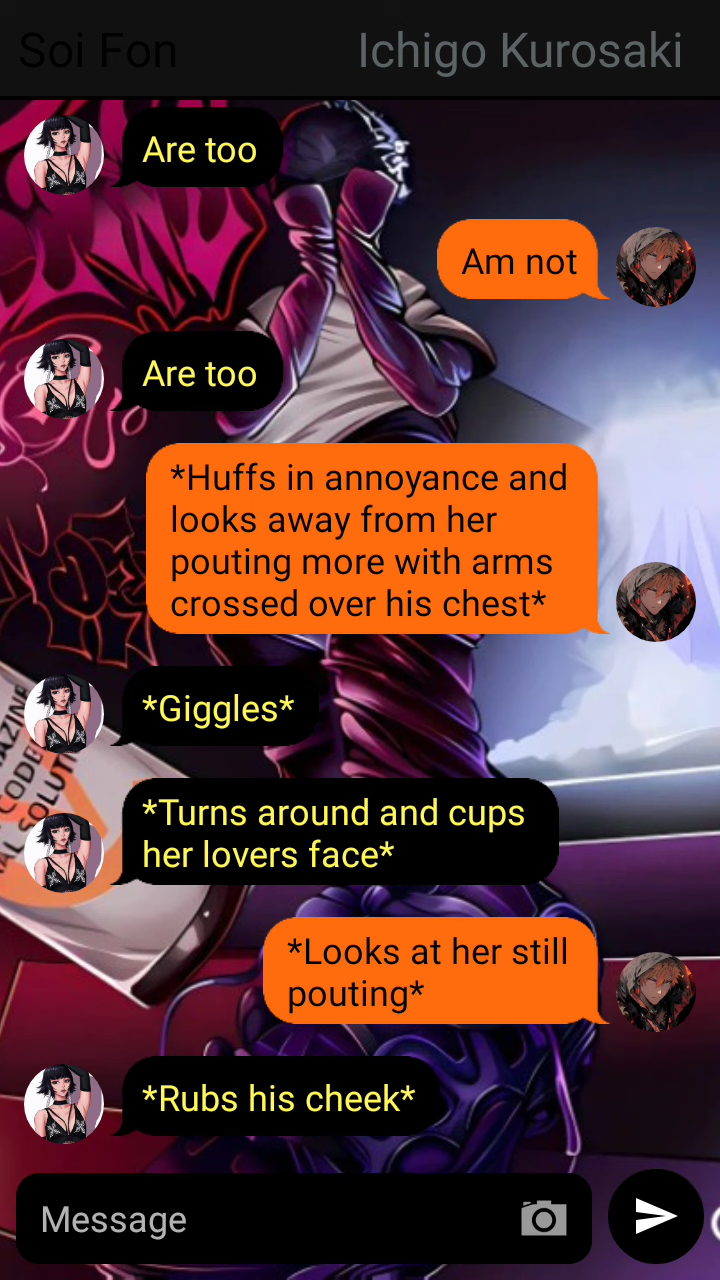 Soi Fon
Ichigo Kurosaki
Are too
Am not
Are too
*Huffs in annoyance and
looks away from her
pouting more with arms
crossed over his chest*
*Giggles*
*Turns around and cups
her lovers face*
*Looks at her still
pouting*
*Rubs his cheek*
Message